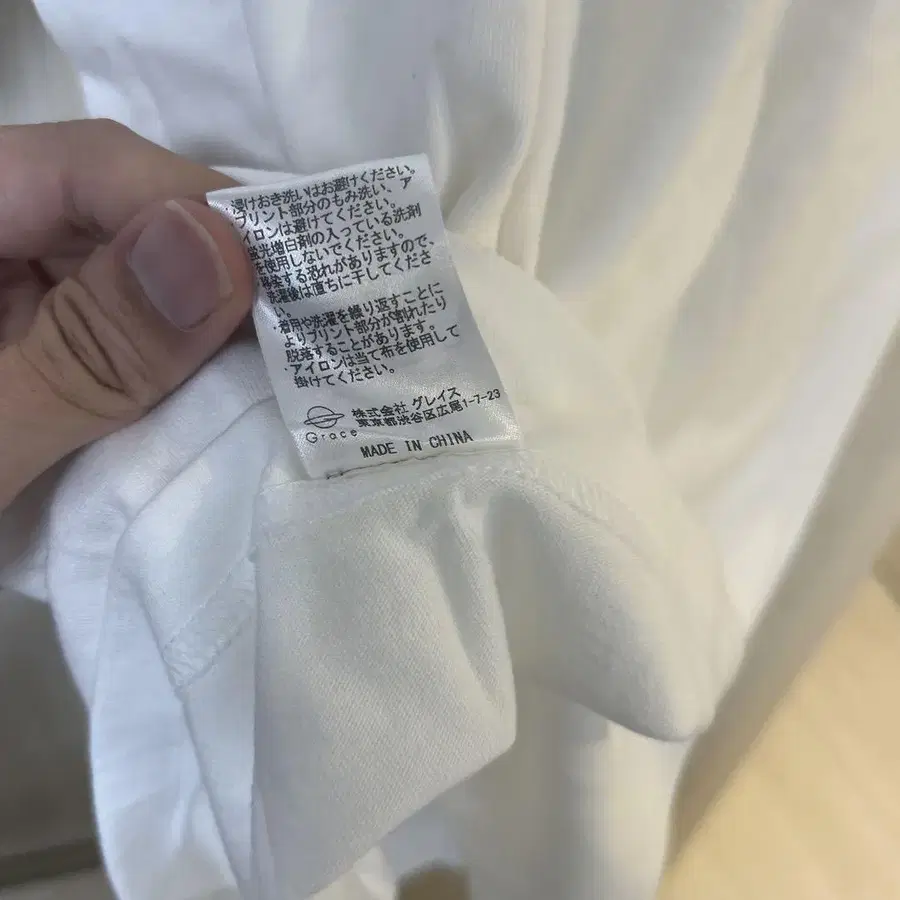 ・浸けおき洗いはお避けください。
プリント部分のもみ洗い、ア
イロンは避けてください。
蛍光増白剤の入っている洗剤
を使用しないでください。
する恐れがありますので、
洗濯後は直ちに干してくださ
・着用や洗濯を繰り返すことに
よりプリント部分が割れたり
脱落することがあります。
・アイロンは当て布を使用して
掛けてください。
Grace
株式会社 グレイス
東京都渋谷区広尾1-7-23
MADE IN CHINA